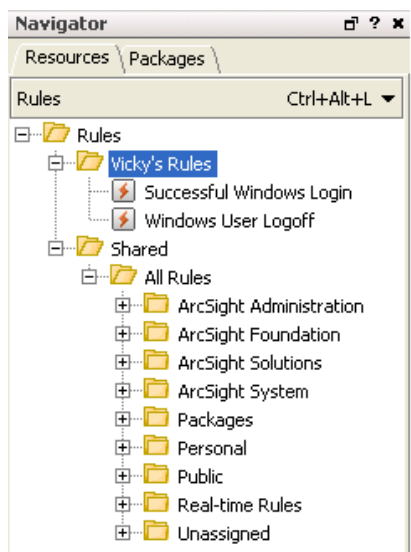 Navigator ? x
Resources Packages
Rules Ctrl+Alt+L
Rules
Vicky's Rules
Successful Windows Login
Windows User Logoff
Shared
All Rules
ArcSight Administration
ArcSight Foundation
ArcSight Solutions
ArcSight System
Packages
Personal
Public
Real-time Rules
Unassigned